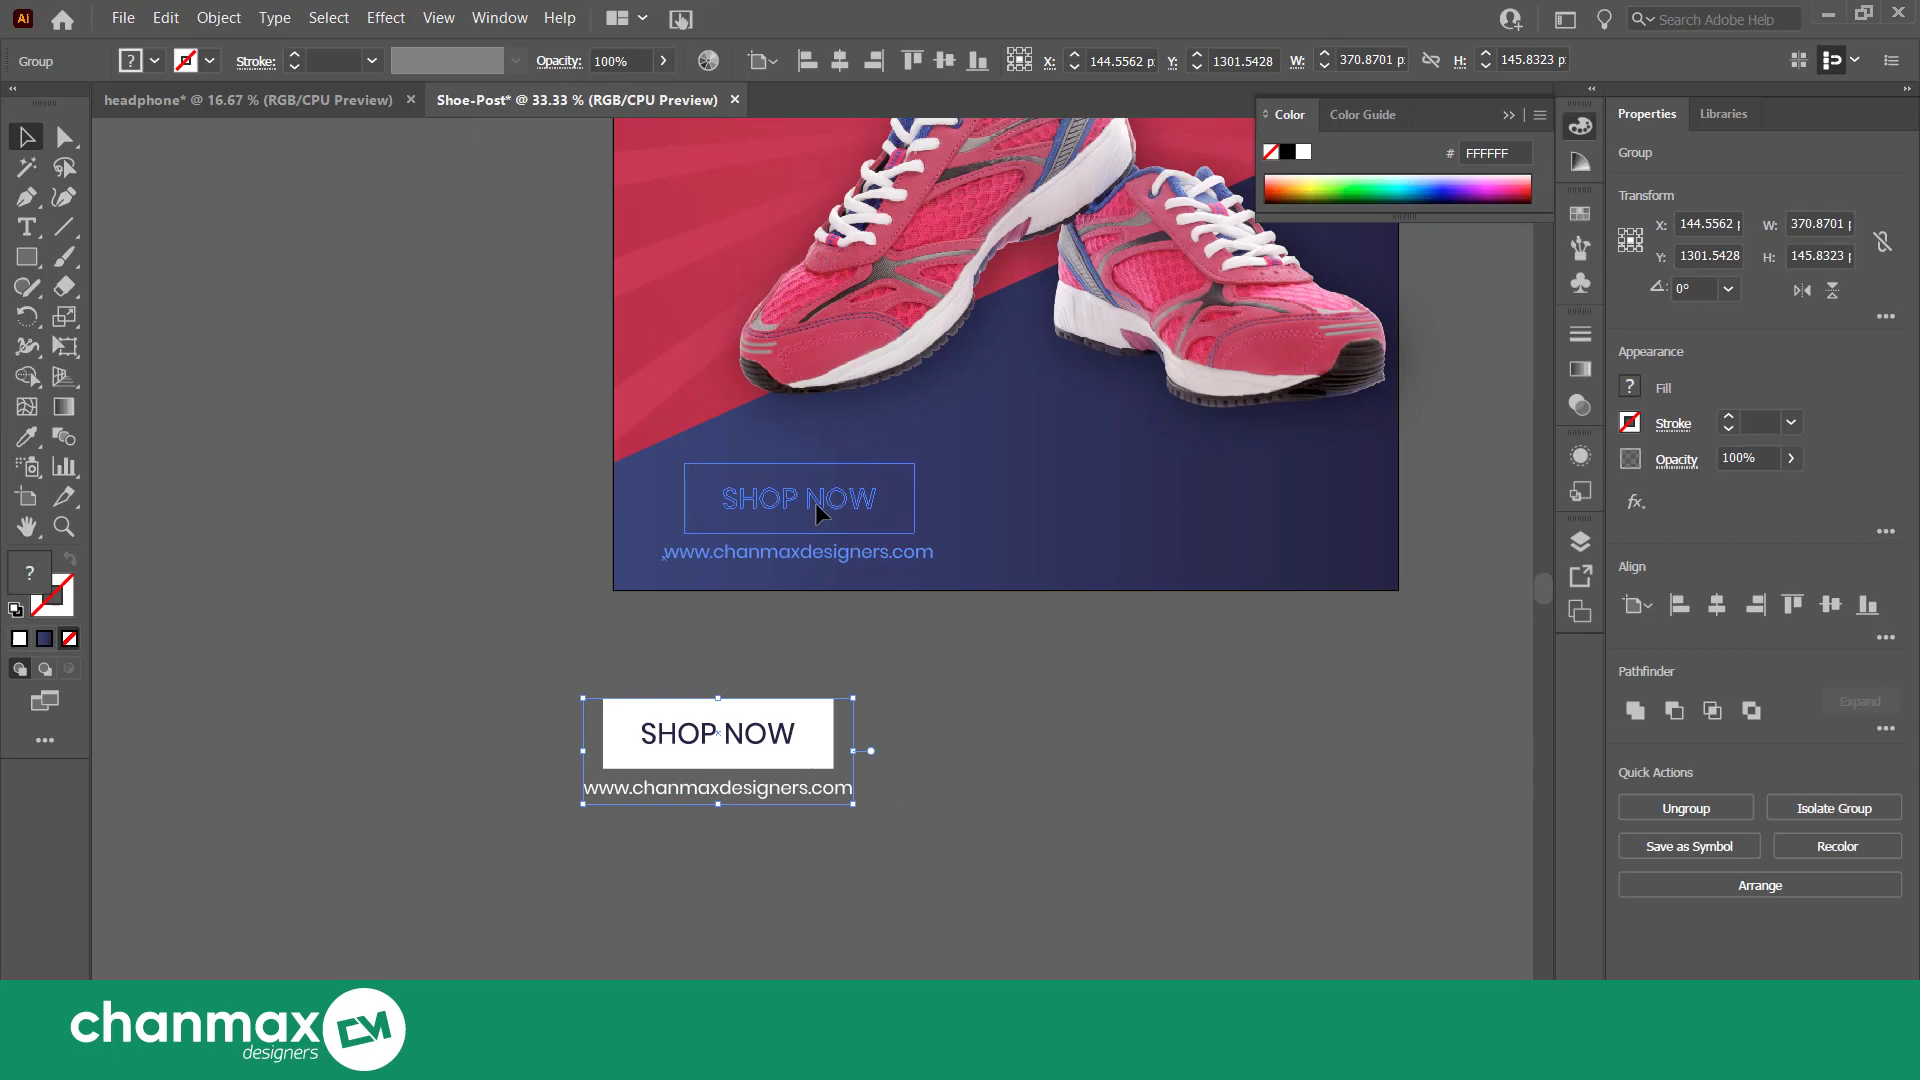 Ai File Edit Object Type Select Effect View Window Help Search Adobe Help
Group Stroke: Opacity: 100% X: 144.5562 p: Y: 1301.5428 W: 370.8701 p: H: 145.8323 p:
headphone* @ 16.67 % (RGB/CPU Preview) × Shoe-Post* @ 33.33 % (RGB/CPU Preview) ×
Color Color Guide
# FFFFFF
Properties Libraries
Group
Transform
X: 144.5562 p W: 370.8701 p
Y: 1301.5428 H: 145.8323 p
0°
Appearance
? Fill
Stroke
Opacity 100%
fx.
Align
Pathfinder
Expand
Quick Actions
Ungroup Isolate Group
Save as Symbol Recolor
Arrange
SHOP NOW
www.chanmaxdesigners.com
SHOP NOW
www.chanmaxdesigners.com
chanmax CM
designers